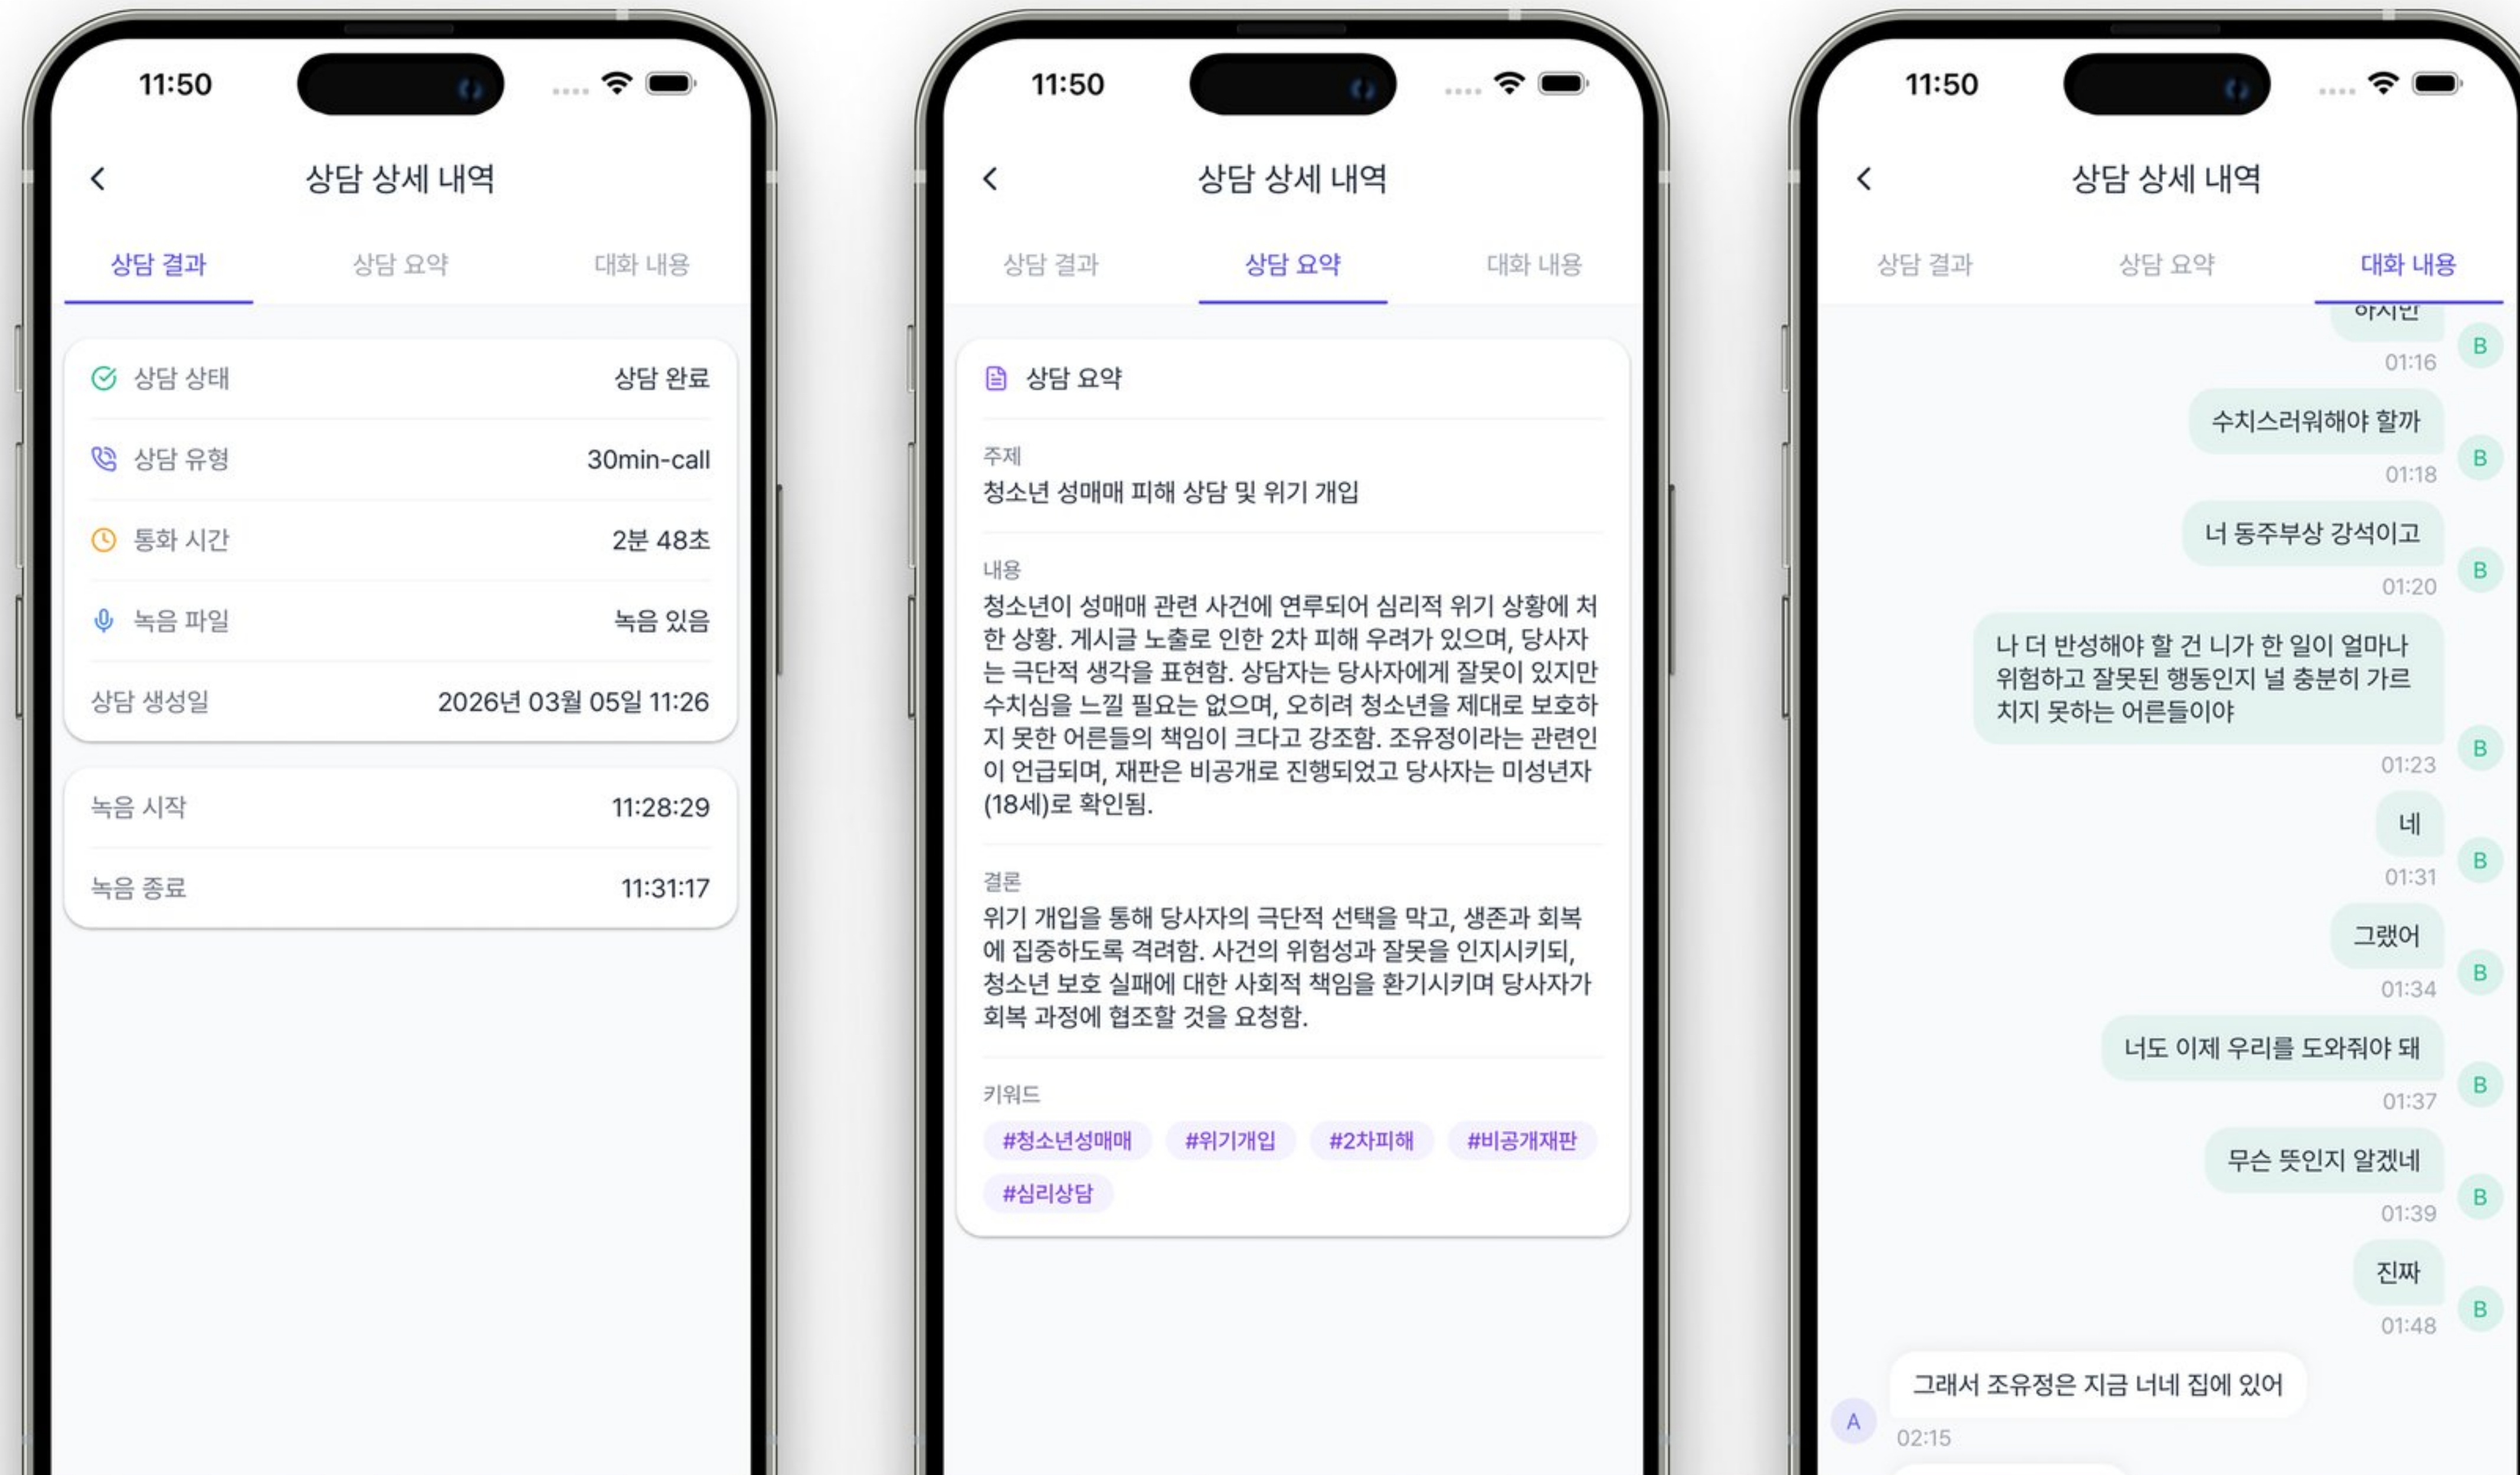 11:50
상담 상세 내역
상담 결과
상담 요약
대화 내용
상담 상태
상담 완료
상담 유형
30min-call
통화 시간
2분 48초
녹음 파일
녹음 있음
상담 생성일
2026년 03월 05일 11:26
녹음 시작
11:28:29
녹음 종료
11:31:17
11:50
상담 상세 내역
상담 결과
상담 요약
대화 내용
상담 요약
주제
청소년 성매매 피해 상담 및 위기 개입
내용
청소년이 성매매 관련 사건에 연루되어 심리적 위기 상황에 처
한 상황. 게시글 노출로 인한 2차 피해 우려가 있으며, 당사자
는 극단적 생각을 표현함. 상담자는 당사자에게 잘못이 있지만
수치심을 느낄 필요는 없으며, 오히려 청소년을 제대로 보호하
지 못한 어른들의 책임이 크다고 강조함. 조유정이라는 관련인
이 언급되며, 재판은 비공개로 진행되었고 당사자는 미성년자
(18세)로 확인됨.
결론
위기 개입을 통해 당사자의 극단적 선택을 막고, 생존과 회복
에 집중하도록 격려함. 사건의 위험성과 잘못을 인지시키되,
청소년 보호 실패에 대한 사회적 책임을 환기시키며 당사자가
회복 과정에 협조할 것을 요청함.
키워드
#청소년성매매
#위기개입
#2차피해
#비공개재판
#심리상담
11:50
상담 상세 내역
상담 결과
상담 요약
대화 내용
하지만
B
01:16
수치스러워해야 할까
B
01:18
너 동주부상 강석이고
B
01:20
나 더 반성해야 할 건 니가 한 일이 얼마나
위험하고 잘못된 행동인지 널 충분히 가르
치지 못하는 어른들이야
B
01:23
네
B
01:31
그랬어
B
01:34
너도 이제 우리를 도와줘야 돼
B
01:37
무슨 뜻인지 알겠네
B
01:39
진짜
B
01:48
그래서 조유정은 지금 너네 집에 있어
A
02:15